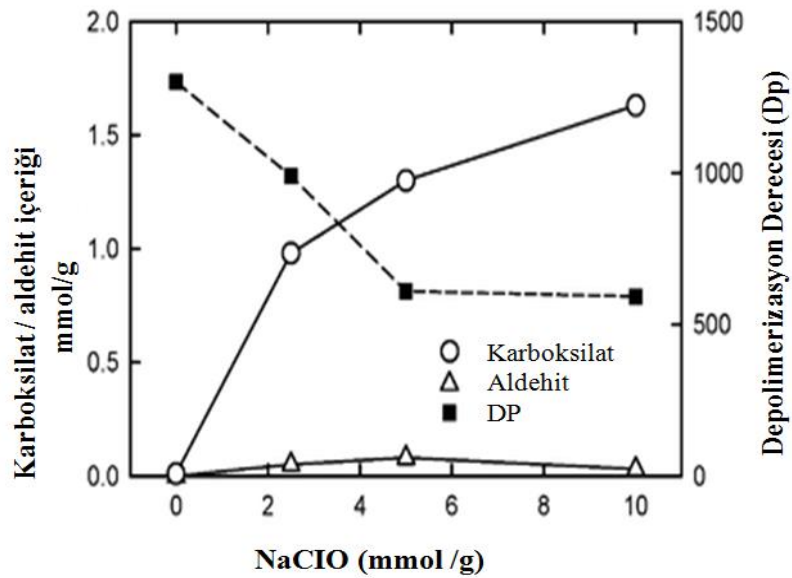 2.0
1.5
1.0
0.5
0.0
1500
1000
500
0
Karboksilat / aldehit içeriği
mmol/g
Depolimerizasyon Derecesi (Dp)
Karboksilat
Aldehit
DP
0 2 4 6 8 10
NaClO (mmol /g)